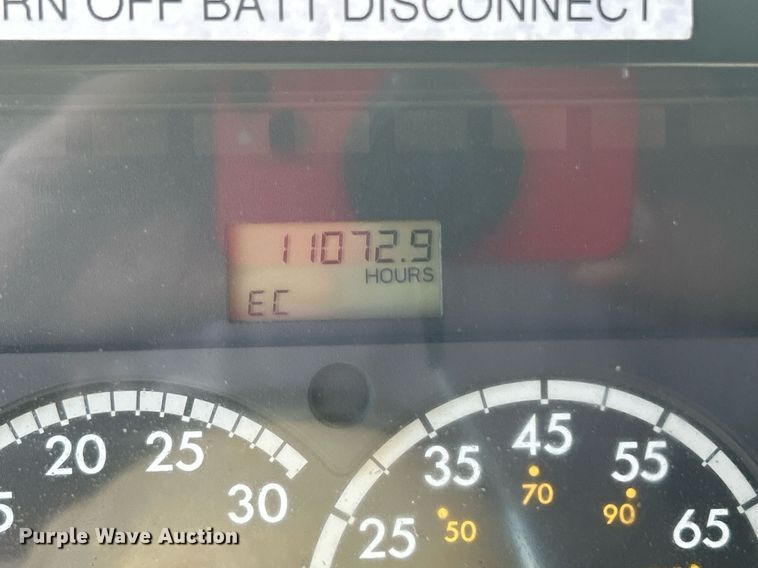 RN OFF BATT DISCONNECT
11072.9
HOURS
EC
5 20 25 30
25 35 45 55 65
50 70 90
Purple Wave Auction